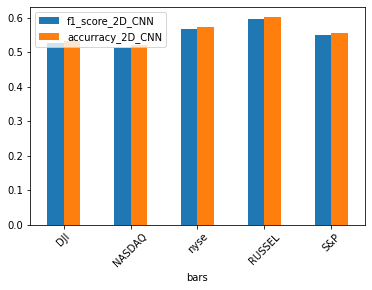 f1_score_2D_CNN
accurracy_2D_CNN
0.6
0.5
0.4
0.3
0.2
0.1
0.0
DJI
NASDAQ
nyse
RUSSEL
S&P
bars